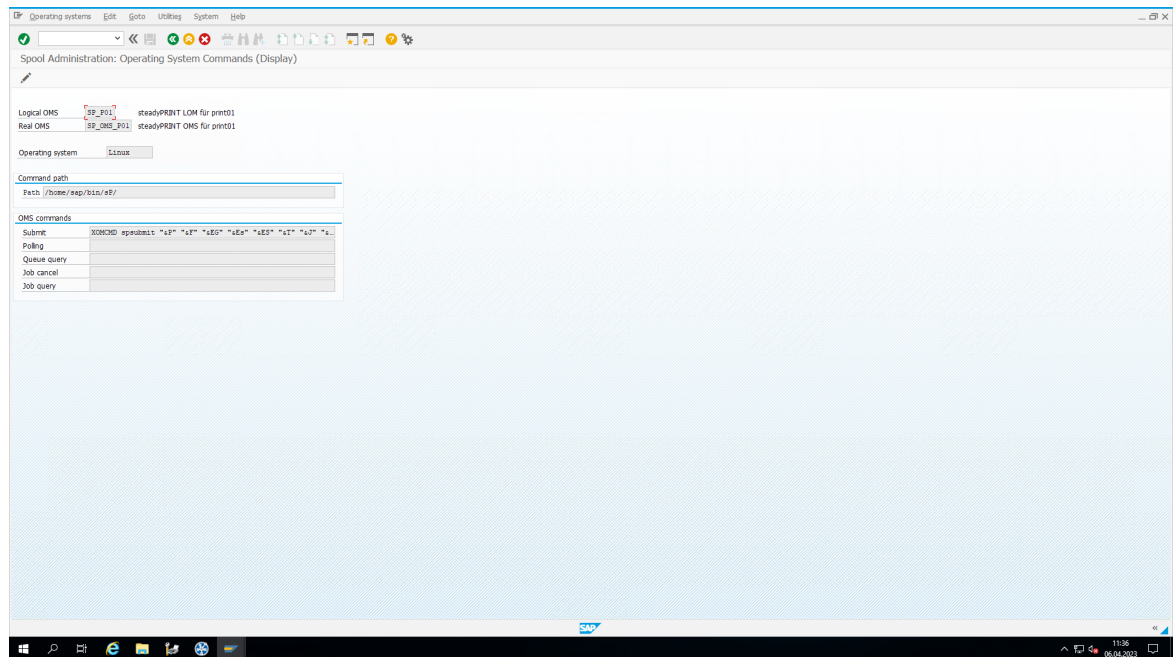 Operating systems Edit Goto Utilities System Help
Spool Administration: Operating System Commands (Display)
Logical OMS SP_P01 steadyPRINT LOM für print01
Real OMS SP_OMS_P01 steadyPRINT OMS für print01
Operating system Linux
Command path
Path /home/sap/bin/sP/
OMS commands
Submit XOMCMD spsubmit "&P" "&F" "&EG" "&Es" "&ES" "&T" "&J" "&…
Polling
Queue query
Job cancel
Job query
SAP
11:36
06.04.2023